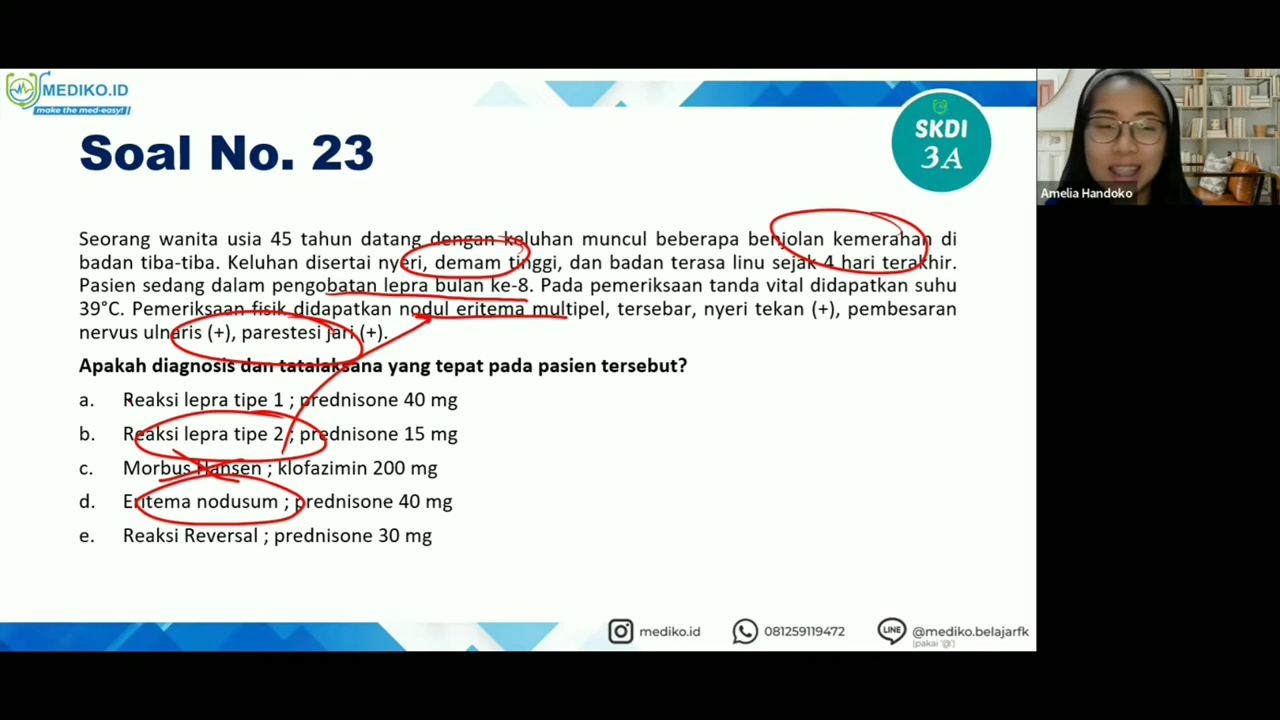 MEDIKO.ID
make the med-easy!
Soal No. 23
SKDI
3A
Amelia Handoko
Seorang wanita usia 45 tahun datang dengan keluhan muncul beberapa benjolan kemerahan di
badan tiba-tiba. Keluhan disertai nyeri, demam tinggi, dan badan terasa linu sejak 4 hari terakhir.
Pasien sedang dalam pengobatan lepra bulan ke-8. Pada pemeriksaan tanda vital didapatkan suhu
39°C. Pemeriksaan fisik didapatkan nodul eritema multipel, tersebar, nyeri tekan (+), pembesaran
nervus ulnaris (+), parestesi jari (+).
Apakah diagnosis dan tatalaksana yang tepat pada pasien tersebut?
a. Reaksi lepra tipe 1 ; prednisone 40 mg
b. Reaksi lepra tipe 2 ; prednisone 15 mg
c. Morbus Hansen ; klofazimin 200 mg
d. Eritema nodusum ; prednisone 40 mg
e. Reaksi Reversal ; prednisone 30 mg
mediko.id
081259119472
LINE
@mediko.belajarfk
(pakai '@')